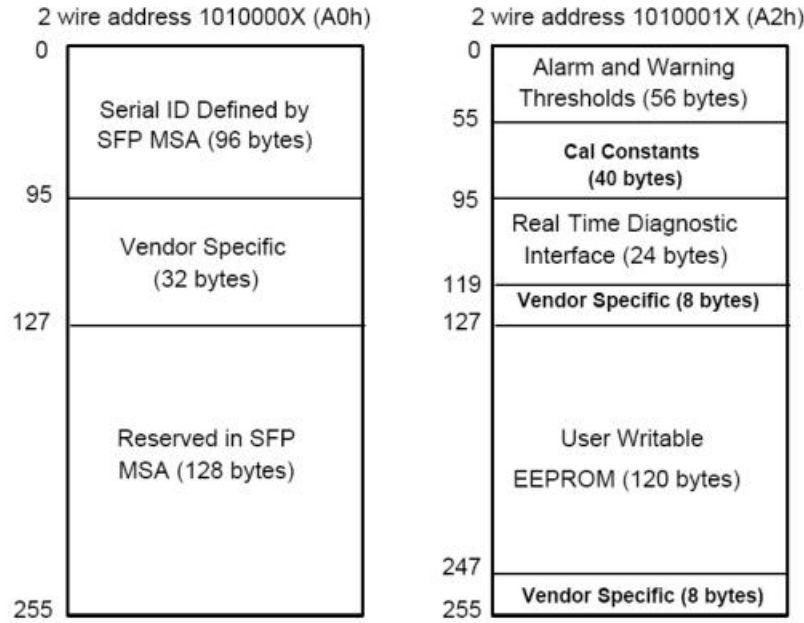 2 wire address 1010000X (A0h)
0
Serial ID Defined by
SFP MSA (96 bytes)
95
Vendor Specific
(32 bytes)
127
Reserved in SFP
MSA (128 bytes)
255
2 wire address 1010001X (A2h)
0
Alarm and Warning
Thresholds (56 bytes)
55
Cal Constants
(40 bytes)
95
Real Time Diagnostic
Interface (24 bytes)
119
Vendor Specific (8 bytes)
127
User Writable
EEPROM (120 bytes)
247
Vendor Specific (8 bytes)
255